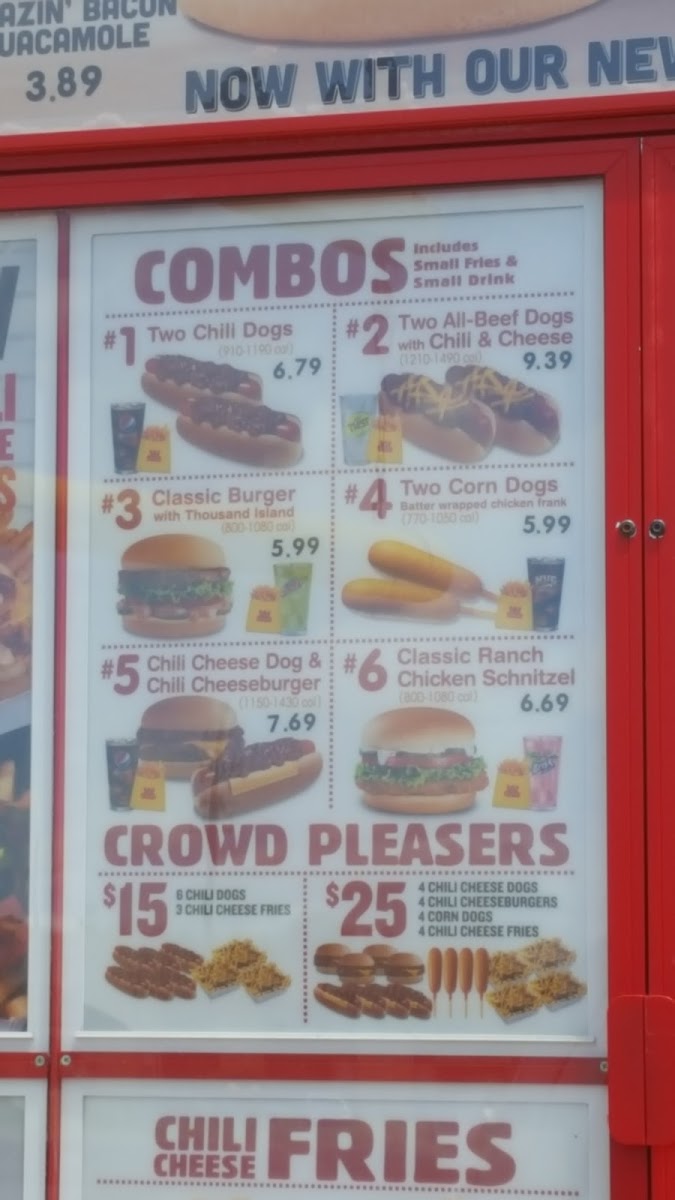 AZIN' BACON
UACAMOLE
3.89
NOW WITH OUR NEW
COMBOS
Includes
Small Fries &
Small Drink
#1 Two Chili Dogs
(910-1190 cal)
6.79
#2 Two All-Beef Dogs
with Chili & Cheese
(1210-1490 cal)
9.39
#3 Classic Burger
with Thousand Island
(800-1080 cal)
5.99
#4 Two Corn Dogs
Batter wrapped chicken frank
(770-1050 cal)
5.99
#5 Chili Cheese Dog &
Chili Cheeseburger
(1150-1430 cal)
7.69
#6 Classic Ranch
Chicken Schnitzel
(800-1080 cal)
6.69
CROWD PLEASERS
$15
6 CHILI DOGS
3 CHILI CHEESE FRIES
$25
4 CHILI CHEESE DOGS
4 CHILI CHEESEBURGERS
4 CORN DOGS
4 CHILI CHEESE FRIES
CHILI
CHEESE
FRIES